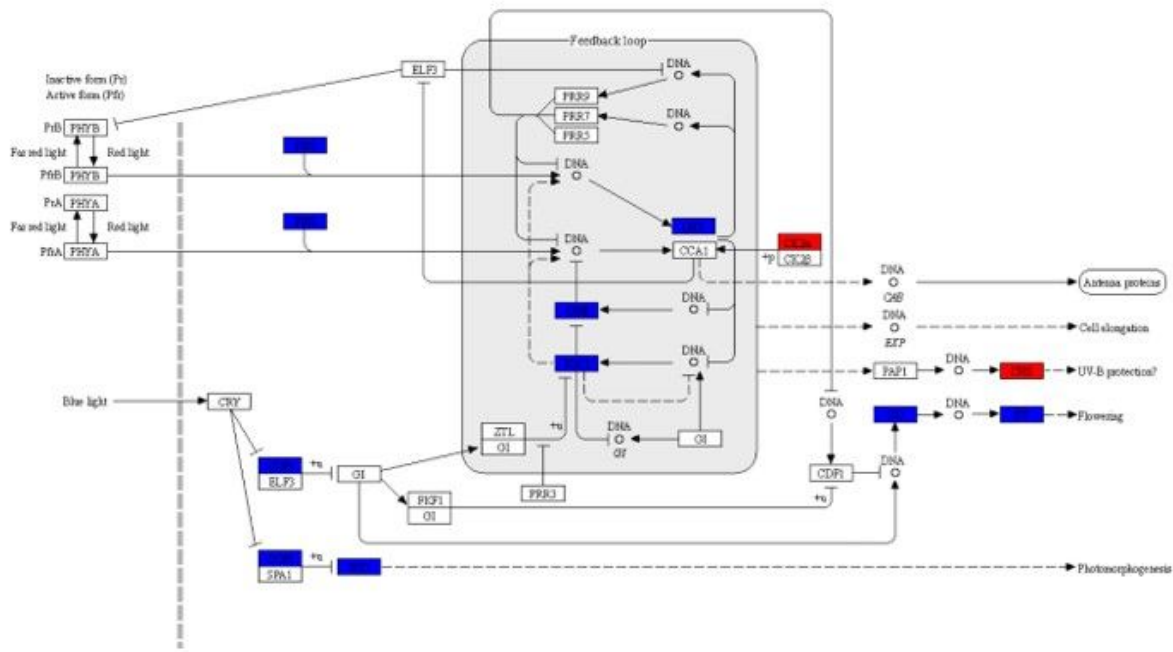 Feedback loop
DNA
ELF3
Inactive form (Pr)
Active form (Pfr)
PRR9
PRR7
DNA
PRR5
PrB PHYB
Far red light
Red light
DNA
PfrB PHYB
PrA PHYA
Far red light
Red light
DNA
PfrA PHYA
CCA1
+p
CK2B
DNA
CAB
Antenna proteins
DNA
DNA
EXP
Cell elongation
DNA
PAP1
DNA
UV-B protection?
Blue light
CRY
DNA
DNA
Flowering
ZTL
GI
+u
DNA
GI
GI
DNA
ELF3
+u
GI
CDF1
FKF1
GI
PRR3
+u
+u
SPA1
Photomorphogenesis